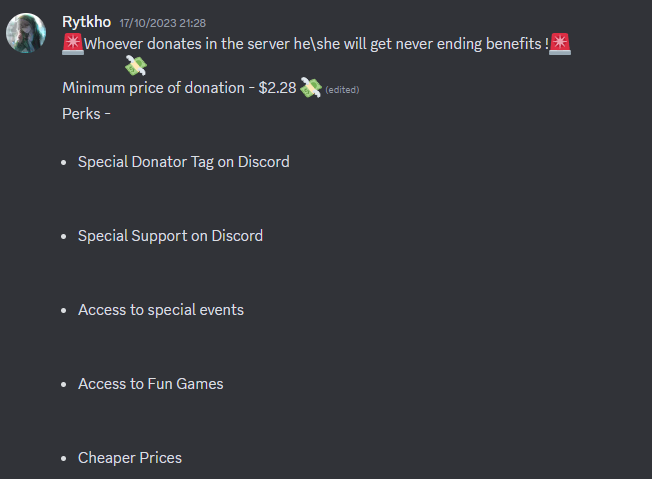 Rytkho 17/10/2023 21:28
🚨Whoever donates in the server he\she will get never ending benefits !🚨
💸
Minimum price of donation - $2.28 💸 (edited)
Perks -
• Special Donator Tag on Discord
• Special Support on Discord
• Access to special events
• Access to Fun Games
• Cheaper Prices